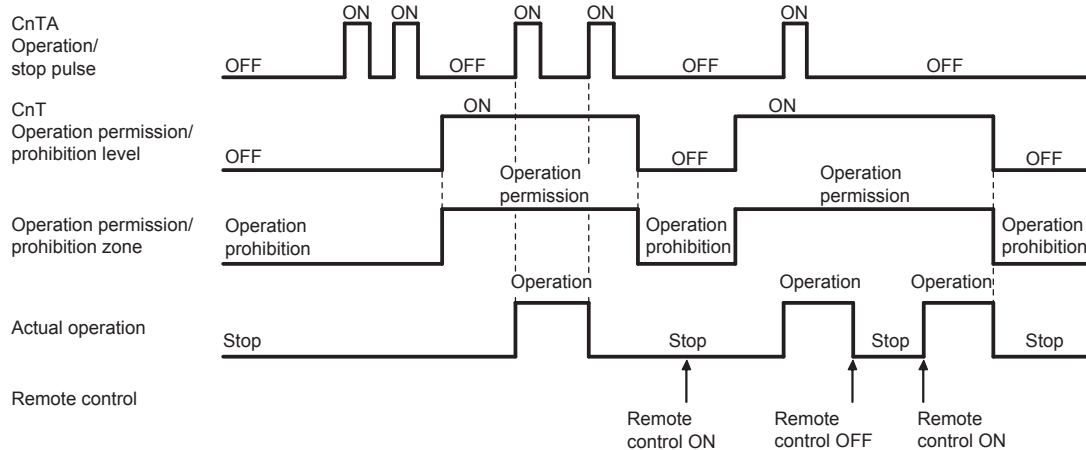 ON ON ON ON ON
CnTA
Operation/
stop pulse
OFF OFF OFF OFF
CnT
Operation permission/
prohibition level
ON ON
OFF OFF OFF
Operation permission/
prohibition zone
Operation
prohibition
Operation
permission
Operation
prohibition
Operation
permission
Operation
prohibition
Actual operation
Operation Operation Operation
Stop Stop Stop Stop
Remote control
Remote
control ON
Remote
control OFF
Remote
control ON